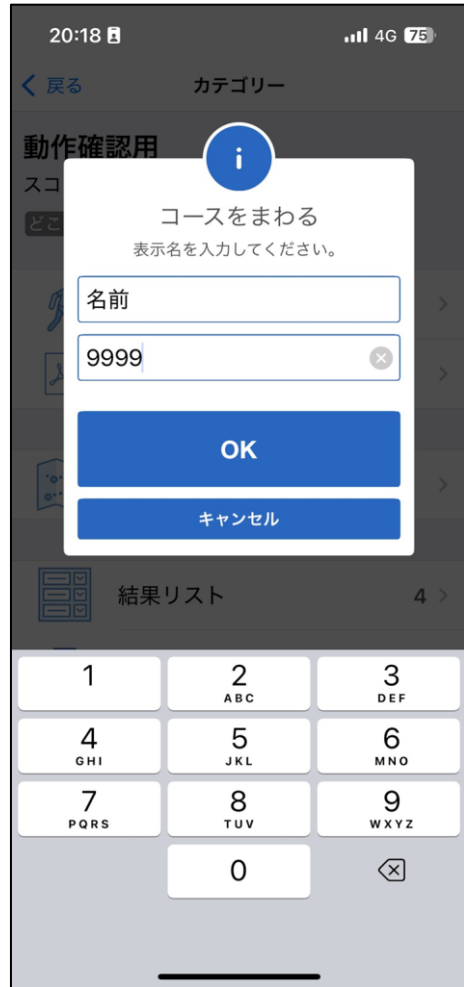 20:18 4G 75
戻る カテゴリー
動作確認用
スコ
どこ
i
コースをまわる
表示名を入力してください。
名前
9999
OK
キャンセル
結果リスト 4
1 2 3
ABC DEF
4 5 6
GHI JKL MNO
7 8 9
PQRS TUV WXYZ
0